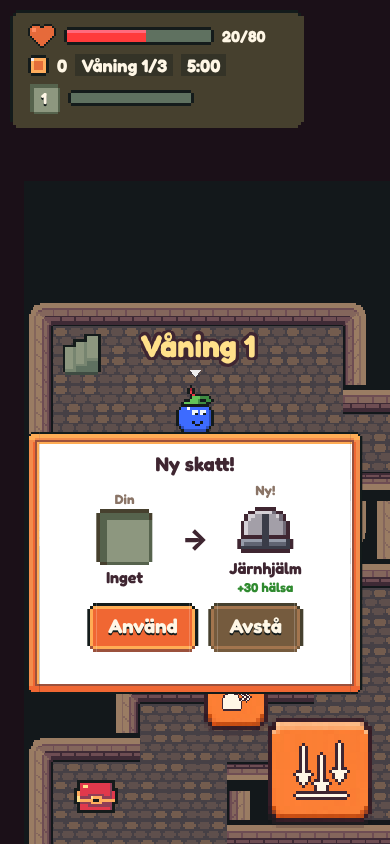 20/80
0 Våning 1/3 5:00
1
Våning 1
Ny skatt!
Din
Inget
Ny!
Järnhjälm
+30 hälsa
Använd
Avstå